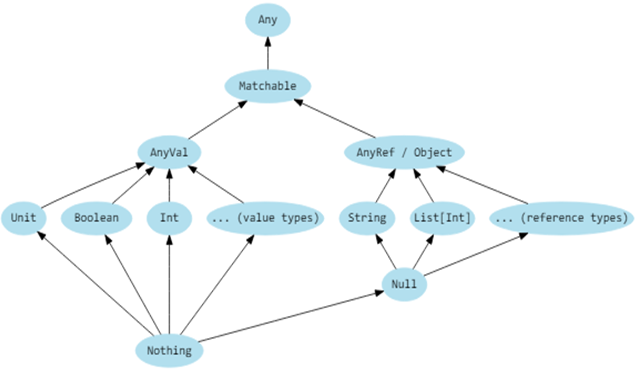 Any
Matchable
AnyVal
AnyRef / Object
Unit
Boolean
Int
... (value types)
String
List[Int]
... (reference types)
Null
Nothing